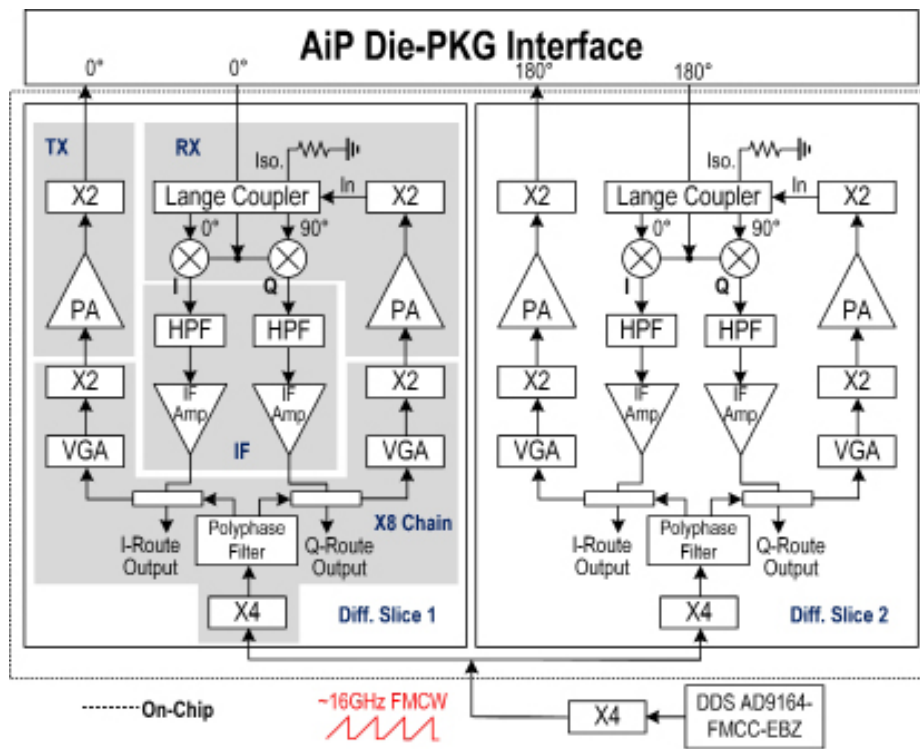 AiP Die-PKG Interface
0°
0°
180°
180°
TX
RX
Iso.
X2
Lange Coupler
In
X2
0°
90°
I
Q
PA
HPF
HPF
PA
X2
IF Amp
IF Amp
X2
VGA
IF
VGA
X8 Chain
I-Route Output
Polyphase Filter
Q-Route Output
X4
Diff. Slice 1
Iso.
X2
Lange Coupler
In
X2
0°
90°
I
Q
PA
HPF
HPF
PA
X2
IF Amp
IF Amp
X2
VGA
VGA
I-Route Output
Polyphase Filter
Q-Route Output
X4
Diff. Slice 2
On-Chip
~16GHz FMCW
X4
DDS AD9164-
FMCC-EBZ